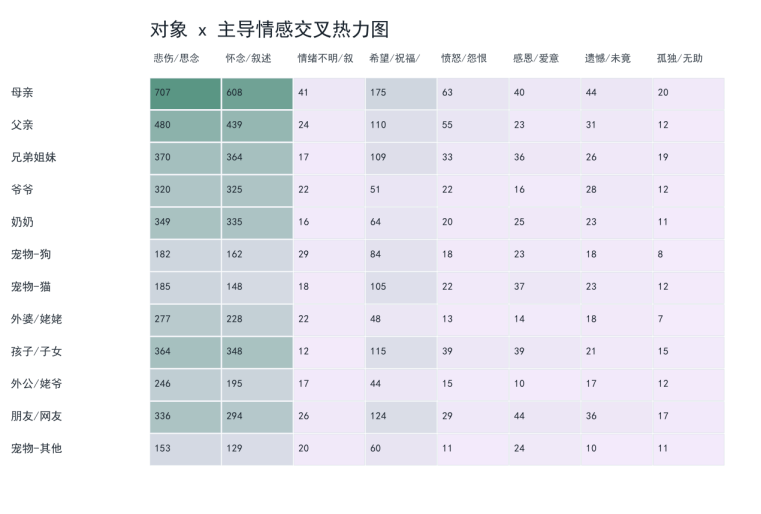 对象 x 主导情感交叉热力图
悲伤/思念 怀念/叙述 情绪不明/叙 希望/祝福/ 愤怒/怨恨 感恩/爱意 遗憾/未竟 孤独/无助
母亲 707 608 41 175 63 40 44 20
父亲 480 439 24 110 55 23 31 12
兄弟姐妹 370 364 17 109 33 36 26 19
爷爷 320 325 22 51 22 16 28 12
奶奶 349 335 16 64 20 25 23 11
宠物-狗 182 162 29 84 18 23 18 8
宠物-猫 185 148 18 105 22 37 23 12
外婆/姥姥 277 228 22 48 13 14 18 7
孩子/子女 364 348 12 115 39 39 21 15
外公/姥爷 246 195 17 44 15 10 17 12
朋友/网友 336 294 26 124 29 44 36 17
宠物-其他 153 129 20 60 11 24 10 11